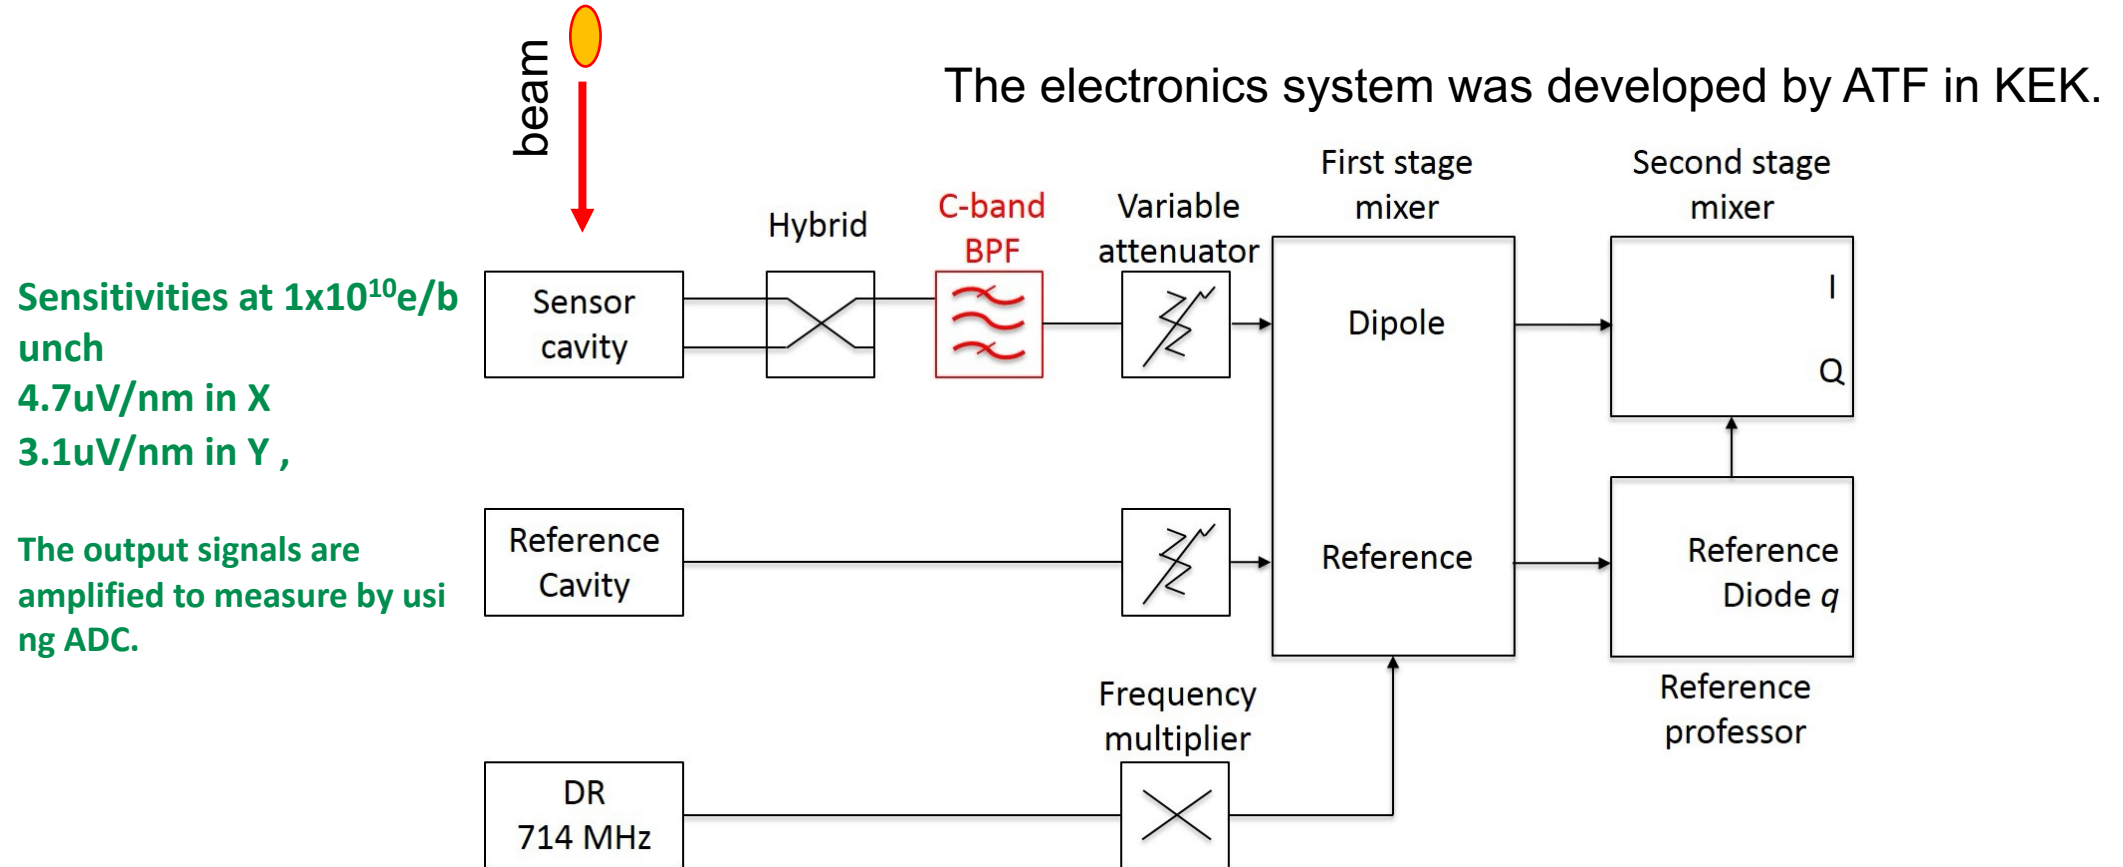 beam
The electronics system was developed by ATF in KEK.
First stage
mixer
Second stage
mixer
Hybrid
C-band
BPF
Variable
attenuator
Sensitivities at 1x10¹⁰e/b
unch
4.7uV/nm in X
3.1uV/nm in Y ,
The output signals are
amplified to measure by usi
ng ADC.
Sensor
cavity
Dipole
I
Q
Reference
Cavity
Reference
Reference
Diode q
Reference
professor
Frequency
multiplier
DR
714 MHz